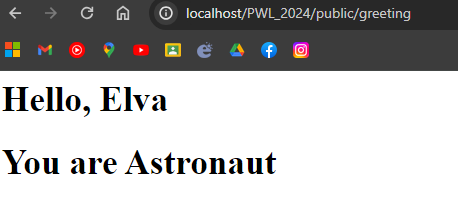 localhost/PWL_2024/public/greeting
Hello, Elva
You are Astronaut